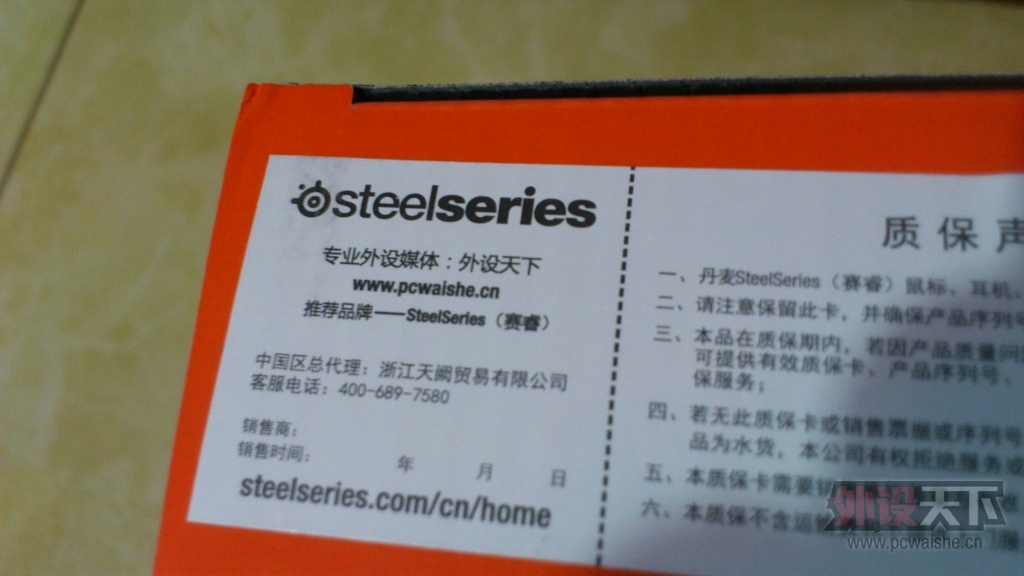 steelseries
专业外设媒体：外设天下
www.pcwaishe.cn
推荐品牌——SteelSeries（赛睿）
中国区总代理：浙江天阙贸易有限公司
客服电话：400-689-7580
销售商：
销售时间： 年 月 日
steelseries.com/cn/home
质保声
一、丹麦SteelSeries（赛睿）鼠标、耳机、
二、请注意保留此卡，并确保产品序列号
三、本品在质保期内，若因产品质量问题
可提供有效质保卡、产品序列号、
保服务；
四、若无此质保卡或销售票据或序列号
品为水货，本公司有权拒绝服务或
五、本质保卡需要销
六、本质保不含运输
外设天下
www.pcwaishe.cn